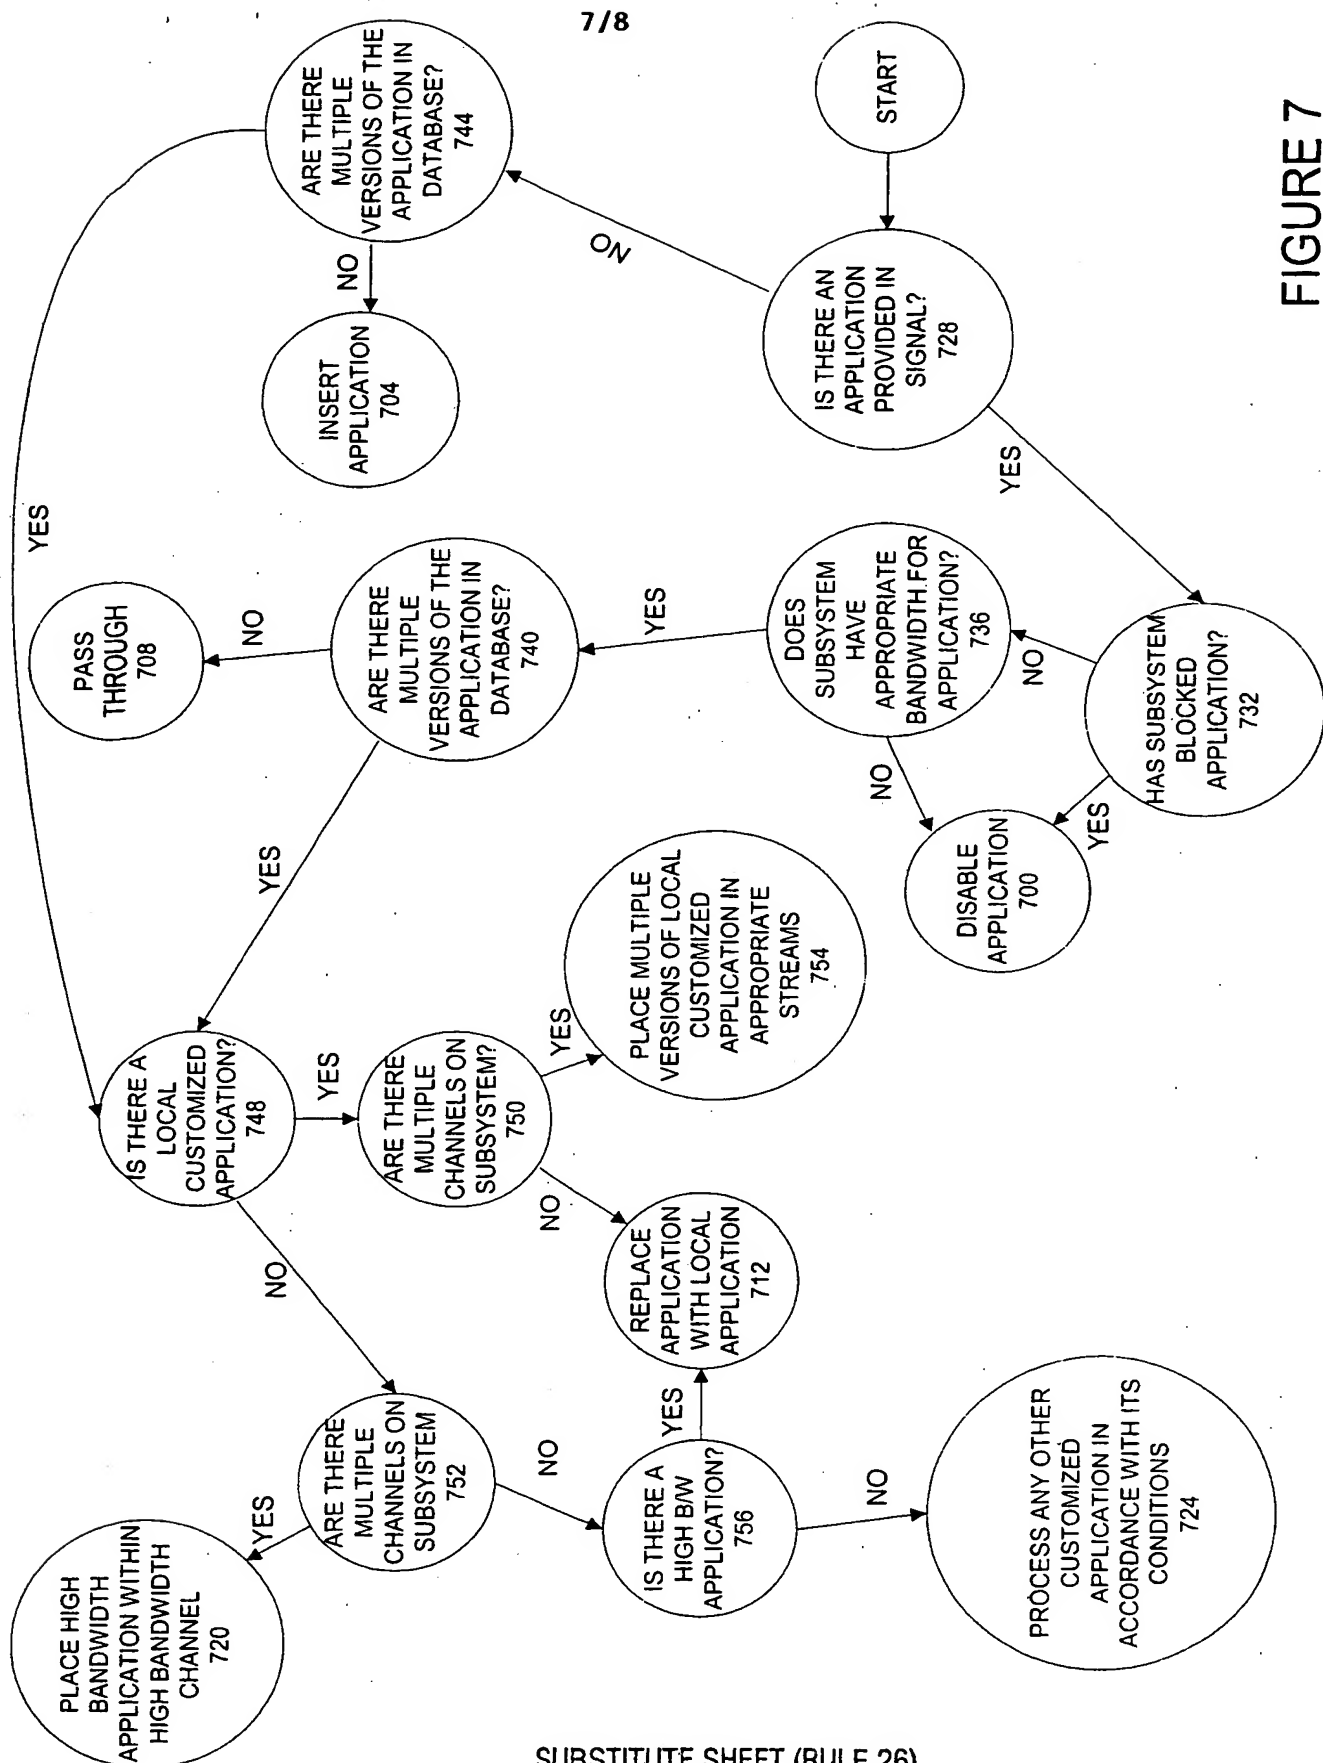 7/8
START
IS THERE AN
APPLICATION
PROVIDED IN
SIGNAL?
728
NO
YES
ARE THERE
MULTIPLE
VERSIONS OF THE
APPLICATION IN
DATABASE?
744
NO
YES
INSERT
APPLICATION
704
HAS SUBSYSTEM
BLOCKED
APPLICATION?
732
NO
YES
DOES
SUBSYSTEM
HAVE
APPROPRIATE
BANDWIDTH FOR
APPLICATION?
736
YES
NO
DISABLE
APPLICATION
700
ARE THERE
MULTIPLE
VERSIONS OF THE
APPLICATION IN
DATABASE?
740
NO
YES
PASS
THROUGH
708
IS THERE A
LOCAL
CUSTOMIZED
APPLICATION?
748
YES
NO
ARE THERE
MULTIPLE
CHANNELS ON
SUBSYSTEM?
750
YES
NO
PLACE MULTIPLE
VERSIONS OF LOCAL
CUSTOMIZED
APPLICATION IN
APPROPRIATE
STREAMS
754
REPLACE
APPLICATION
WITH LOCAL
APPLICATION
712
ARE THERE
MULTIPLE
CHANNELS ON
SUBSYSTEM
752
YES
NO
PLACE HIGH
BANDWIDTH
APPLICATION WITHIN
HIGH BANDWIDTH
CHANNEL
720
IS THERE A
HIGH B/W
APPLICATION?
756
YES
NO
PROCESS ANY OTHER
CUSTOMIZED
APPLICATION IN
ACCORDANCE WITH ITS
CONDITIONS
724
FIGURE 7
SUBSTITUTE SHEET (RULE 26)